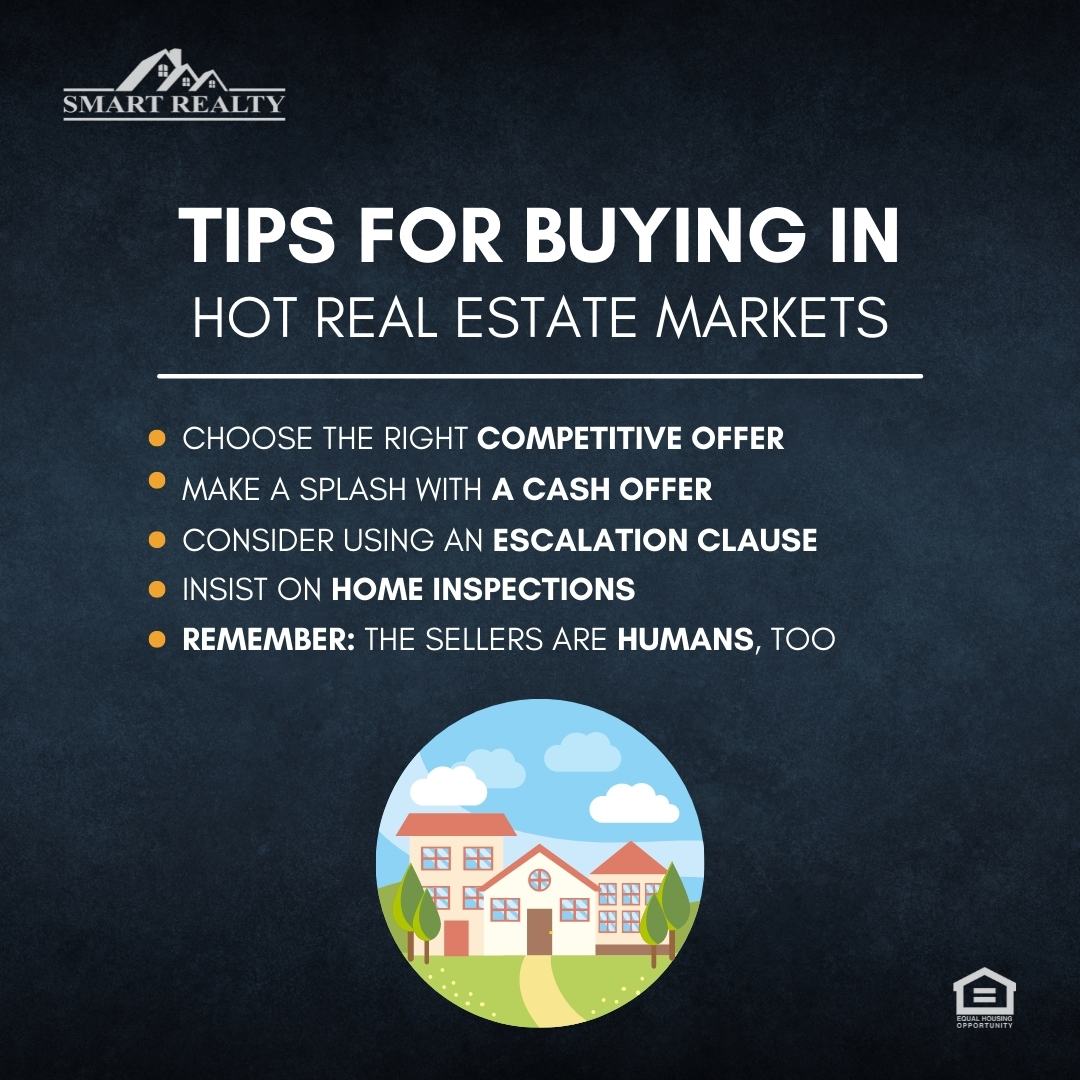 SMART REALTY
TIPS FOR BUYING IN
HOT REAL ESTATE MARKETS
CHOOSE THE RIGHT COMPETITIVE OFFER
MAKE A SPLASH WITH A CASH OFFER
CONSIDER USING AN ESCALATION CLAUSE
INSIST ON HOME INSPECTIONS
REMEMBER: THE SELLERS ARE HUMANS, TOO
EQUAL HOUSING
OPPORTUNITY